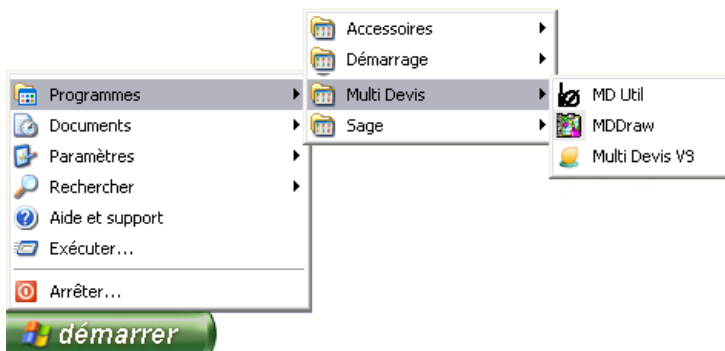 Programmes
Documents
Paramètres
Rechercher
Aide et support
Exécuter...
Arrêter...
démarrer
Accessoires
Démarrage
Multi Devis
Sage
MD Util
MDDraw
Multi Devis V9